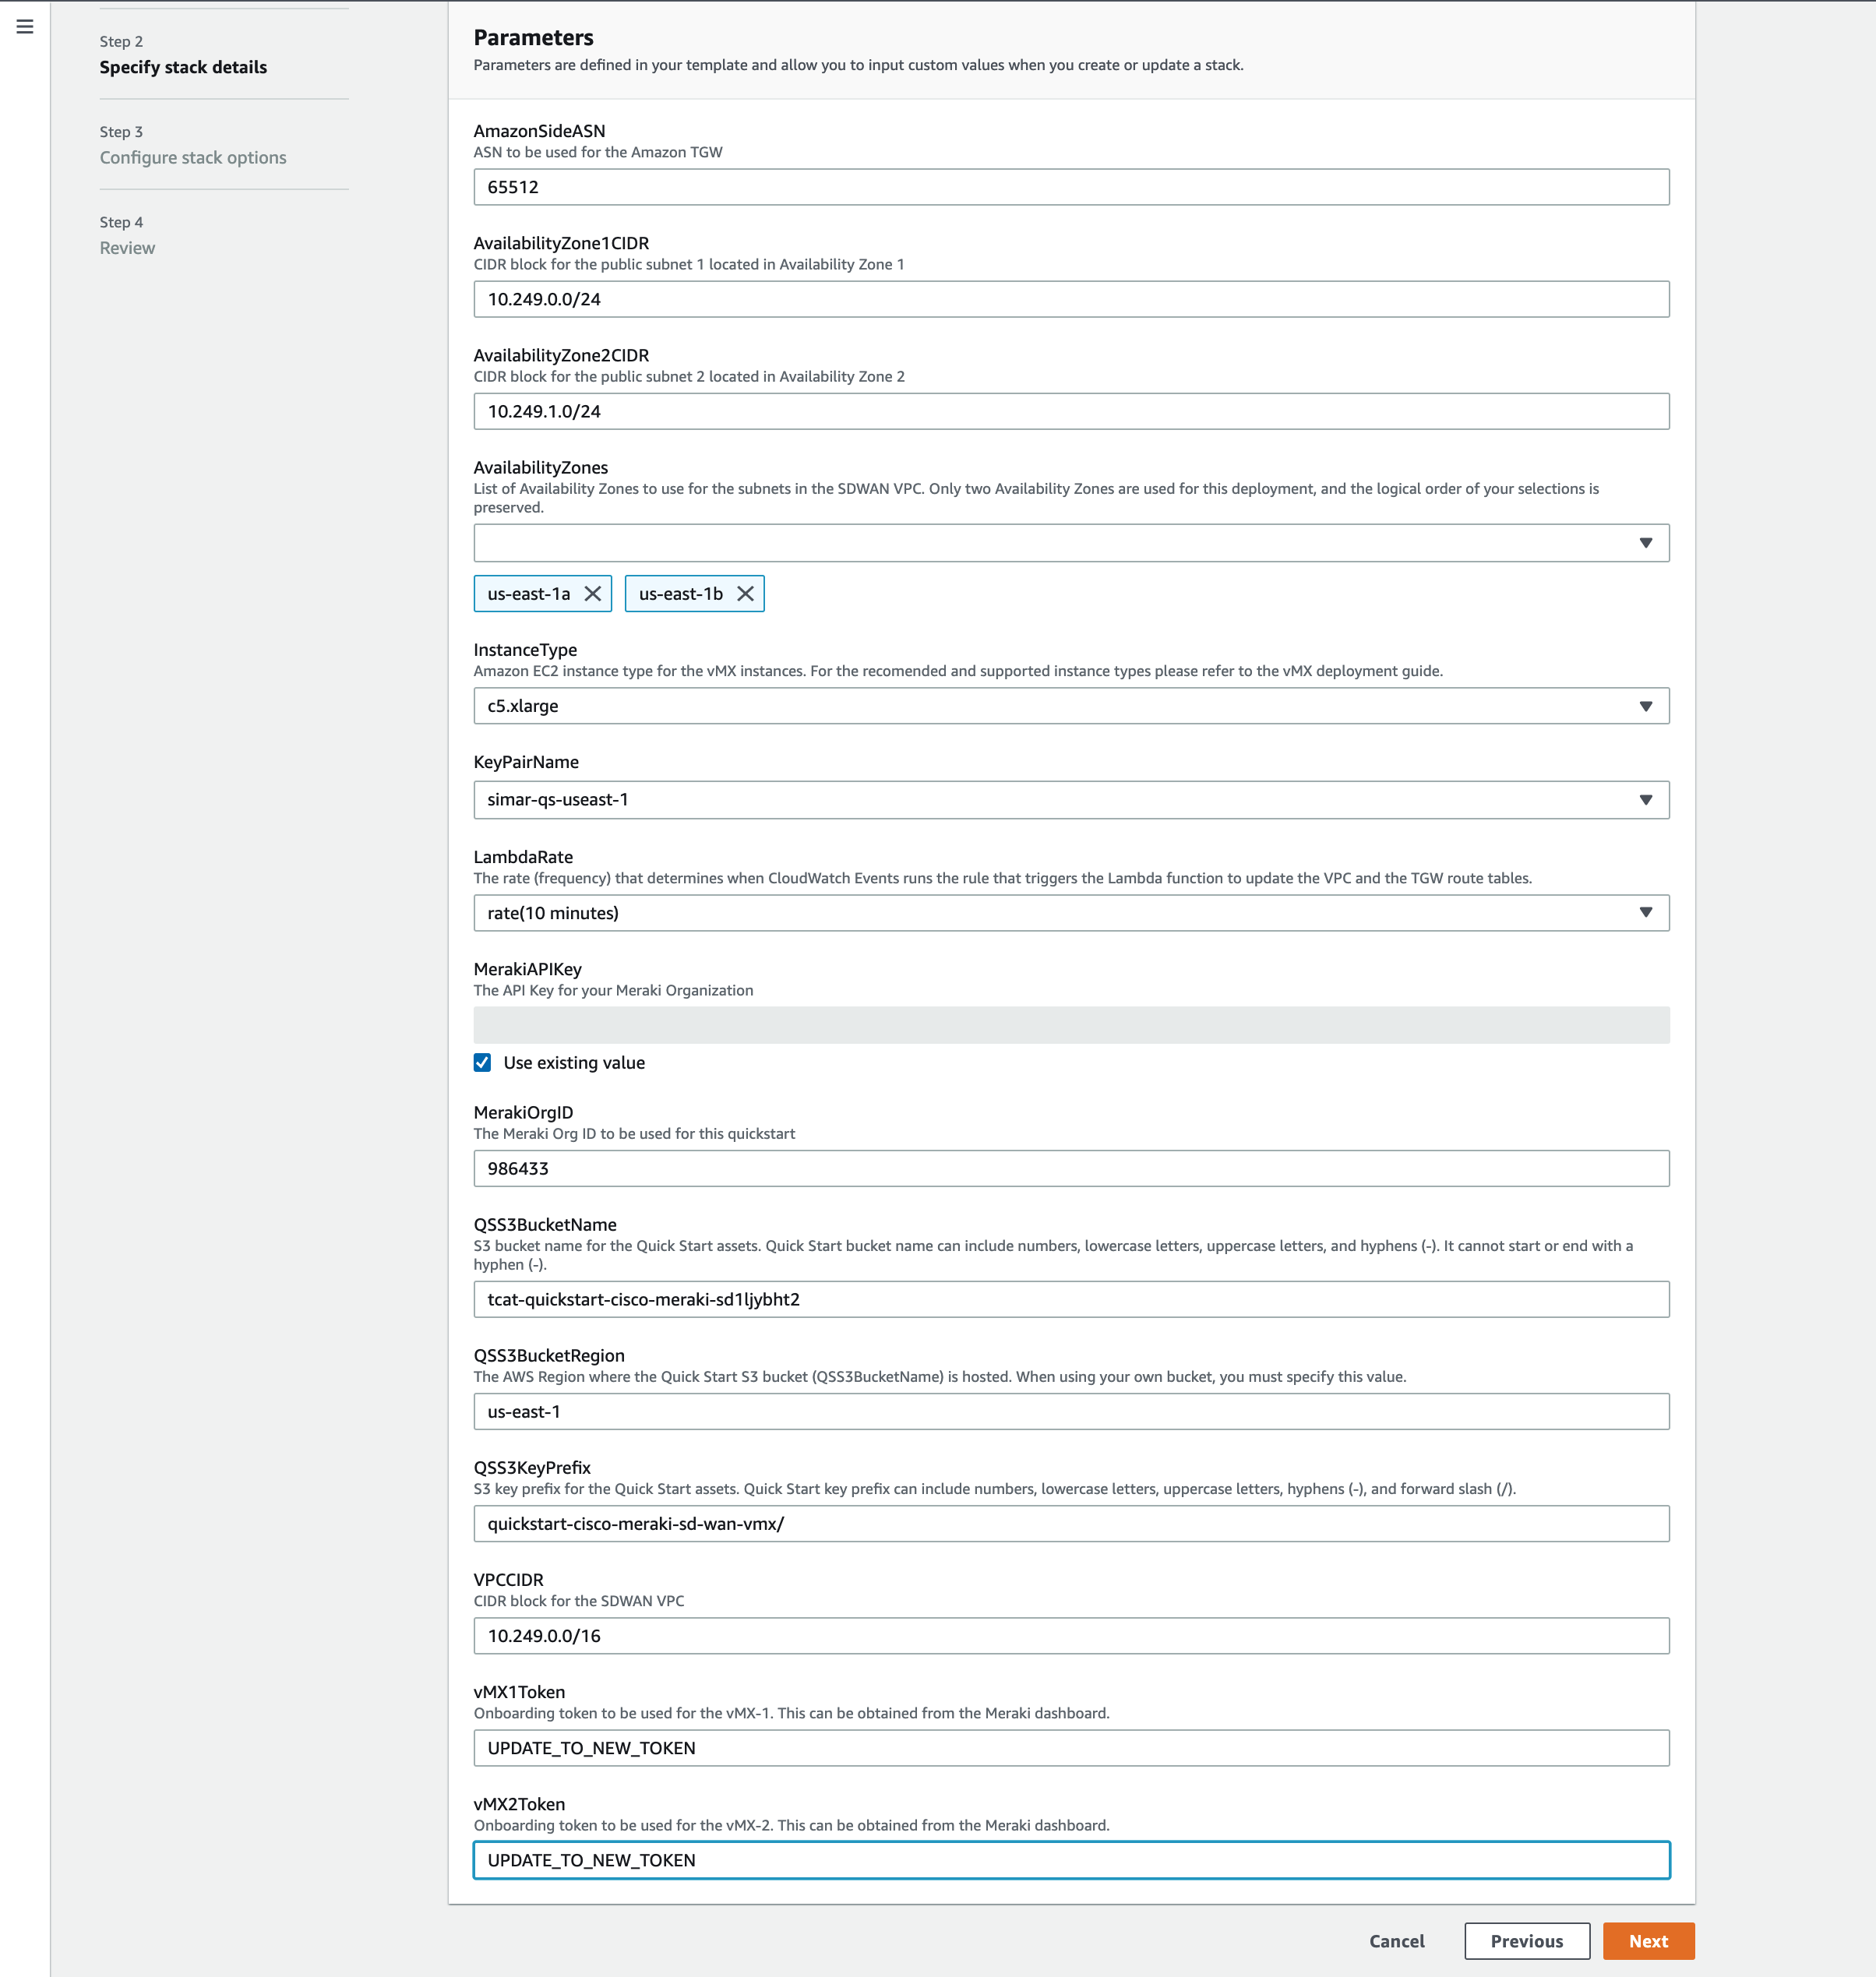 Step 2
Specify stack details
Step 3
Configure stack options
Step 4
Review
Parameters
Parameters are defined in your template and allow you to input custom values when you create or update a stack.
AmazonSideASN
ASN to be used for the Amazon TGW
65512
AvailabilityZone1CIDR
CIDR block for the public subnet 1 located in Availability Zone 1
10.249.0.0/24
AvailabilityZone2CIDR
CIDR block for the public subnet 2 located in Availability Zone 2
10.249.1.0/24
AvailabilityZones
List of Availability Zones to use for the subnets in the SDWAN VPC. Only two Availability Zones are used for this deployment, and the logical order of your selections is
preserved.
us-east-1a us-east-1b
InstanceType
Amazon EC2 instance type for the vMX instances. For the recomended and supported instance types please refer to the vMX deployment guide.
c5.xlarge
KeyPairName
simar-qs-useast-1
LambdaRate
The rate (frequency) that determines when CloudWatch Events runs the rule that triggers the Lambda function to update the VPC and the TGW route tables.
rate(10 minutes)
MerakiAPIKey
The API Key for your Meraki Organization
Use existing value
MerakiOrgID
The Meraki Org ID to be used for this quickstart
986433
QSS3BucketName
S3 bucket name for the Quick Start assets. Quick Start bucket name can include numbers, lowercase letters, uppercase letters, and hyphens (-). It cannot start or end with a
hyphen (-).
tcat-quickstart-cisco-meraki-sd1ljybht2
QSS3BucketRegion
The AWS Region where the Quick Start S3 bucket (QSS3BucketName) is hosted. When using your own bucket, you must specify this value.
us-east-1
QSS3KeyPrefix
S3 key prefix for the Quick Start assets. Quick Start key prefix can include numbers, lowercase letters, uppercase letters, hyphens (-), and forward slash (/).
quickstart-cisco-meraki-sd-wan-vmx/
VPCCIDR
CIDR block for the SDWAN VPC
10.249.0.0/16
vMX1Token
Onboarding token to be used for the vMX-1. This can be obtained from the Meraki dashboard.
UPDATE_TO_NEW_TOKEN
vMX2Token
Onboarding token to be used for the vMX-2. This can be obtained from the Meraki dashboard.
UPDATE_TO_NEW_TOKEN
Cancel Previous Next